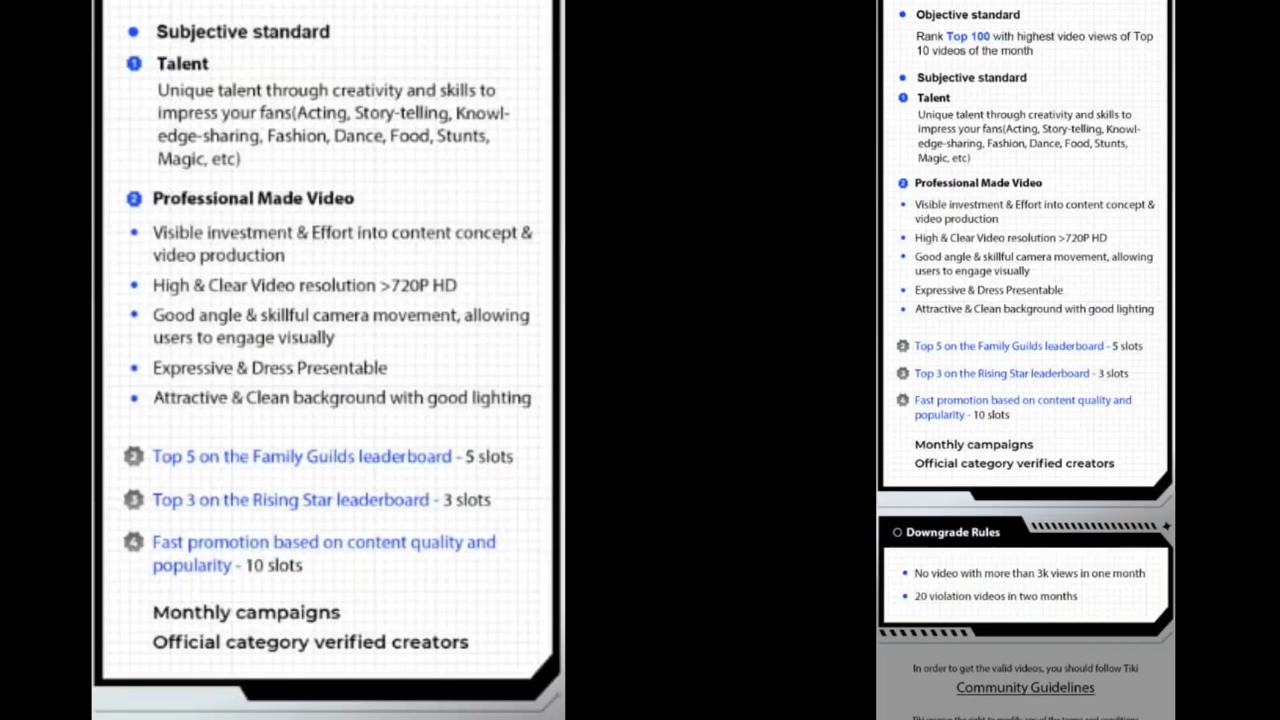 Subjective standard
1 Talent
Unique talent through creativity and skills to
impress your fans(Acting, Story-telling, Knowl-
edge-sharing, Fashion, Dance, Food, Stunts,
Magic, etc)
2 Professional Made Video
Visible investment & Effort into content concept &
video production
High & Clear Video resolution >720P HD
Good angle & skillful camera movement, allowing
users to engage visually
Expressive & Dress Presentable
Attractive & Clean background with good lighting
2 Top 5 on the Family Guilds leaderboard - 5 slots
3 Top 3 on the Rising Star leaderboard - 3 slots
4 Fast promotion based on content quality and
popularity - 10 slots
Monthly campaigns
Official category verified creators
Objective standard
Rank Top 100 with highest video views of Top
10 videos of the month
Subjective standard
1 Talent
Unique talent through creativity and skills to
impress your fans(Acting, Story-telling, Knowl-
edge-sharing, Fashion, Dance, Food, Stunts,
Magic, etc)
2 Professional Made Video
Visible investment & Effort into content concept &
video production
High & Clear Video resolution >720P HD
Good angle & skillful camera movement, allowing
users to engage visually
Expressive & Dress Presentable
Attractive & Clean background with good lighting
2 Top 5 on the Family Guilds leaderboard - 5 slots
3 Top 3 on the Rising Star leaderboard - 3 slots
4 Fast promotion based on content quality and
popularity - 10 slots
Monthly campaigns
Official category verified creators
Downgrade Rules
No video with more than 3k views in one month
20 violation videos in two months
In order to get the valid videos, you should follow Tiki
Community Guidelines